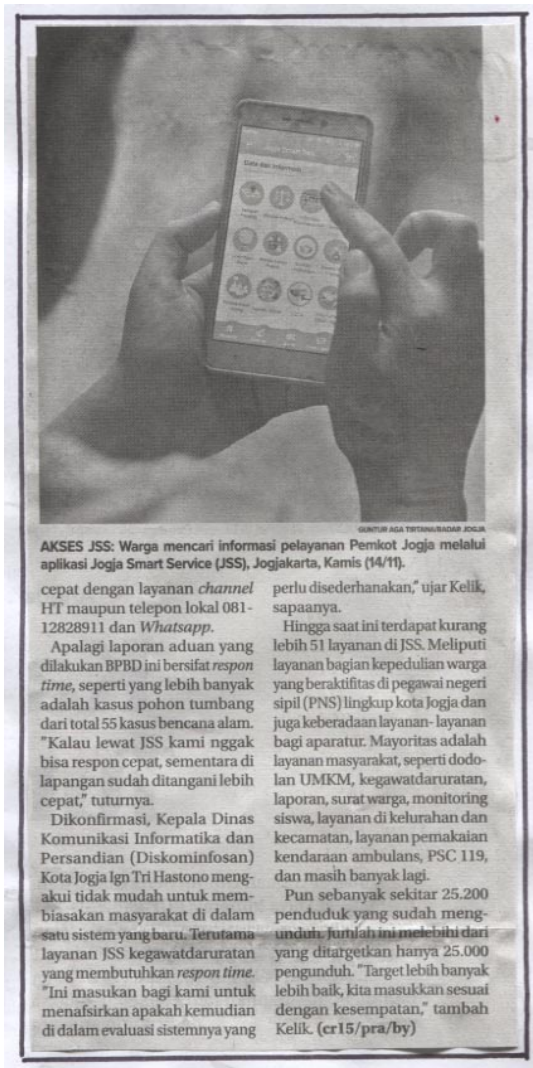 Data dan Informasi
GUNTUR AGA TIRTANA/RADAR JOGJA
AKSES JSS: Warga mencari informasi pelayanan Pemkot Jogja melalui
aplikasi Jogja Smart Service (JSS), Jogjakarta, Kamis (14/11).
cepat dengan layanan channel
HT maupun telepon lokal 081-
12828911 dan Whatsapp.
Apalagi laporan aduan yang
dilakukan BPBD ini bersifat respon
time, seperti yang lebih banyak
adalah kasus pohon tumbang
dari total 55 kasus bencana alam.
"Kalau lewat JSS kami nggak
bisa respon cepat, sementara di
lapangan sudah ditangani lebih
cepat," tuturnya.
Dikonfirmasi, Kepala Dinas
Komunikasi Informatika dan
Persandian (Diskominfosan)
Kota Jogja Ign Tri Hastono meng-
akui tidak mudah untuk mem-
biasakan masyarakat di dalam
satu sistem yang baru. Terutama
layanan JSS kegawatdaruratan
yang membutuhkan respon time.
"Ini masukan bagi kami untuk
menafsirkan apakah kemudian
di dalam evaluasi sistemnya yang
perlu disederhanakan," ujar Kelik,
sapaanya.
Hingga saat ini terdapat kurang
lebih 51 layanan di JSS. Meliputi
layanan bagian kepedulian warga
yang beraktifitas di pegawai negeri
sipil (PNS) lingkup kota Jogja dan
juga keberadaan layanan- layanan
bagi aparatur. Mayoritas adalah
layanan masyarakat, seperti dodo-
lan UMKM, kegawatdaruratan,
laporan, surat warga, monitoring
siswa, layanan di kelurahan dan
kecamatan, layanan pemakaian
kendaraan ambulans, PSC 119,
dan masih banyak lagi.
Pun sebanyak sekitar 25.200
penduduk yang sudah meng-
unduh. Jumlah ini melebihi dari
yang ditargetkan hanya 25.000
pengunduh. "Target lebih banyak
lebih baik, kita masukkan sesuai
dengan kesempatan," tambah
Kelik. (cr15/pra/by)